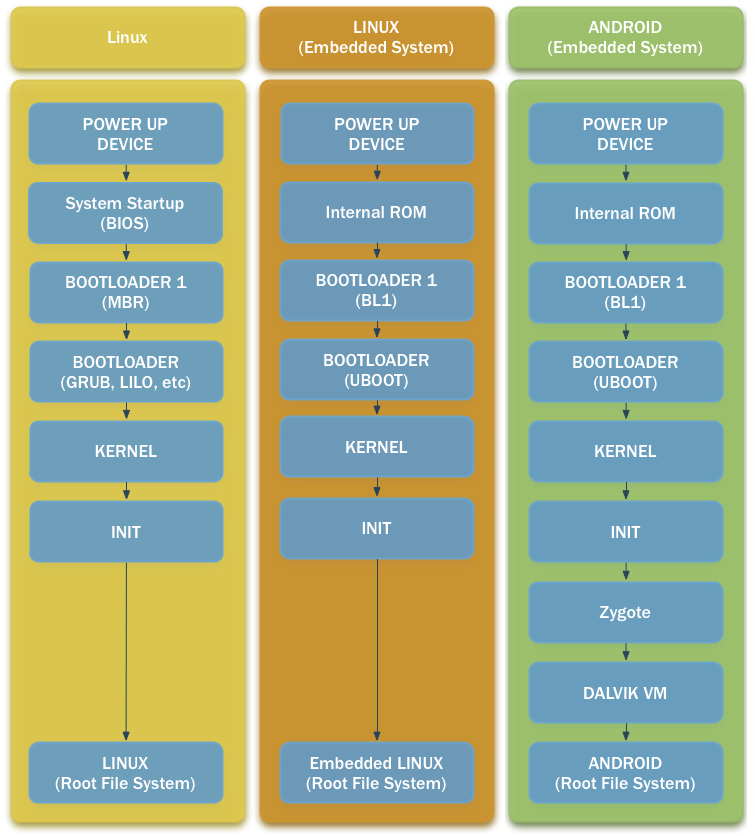 Linux
POWER UP
DEVICE
System Startup
(BIOS)
BOOTLOADER 1
(MBR)
BOOTLOADER
(GRUB, LILO, etc)
KERNEL
INIT
LINUX
(Root File System)
LINUX
(Embedded System)
POWER UP
DEVICE
Internal ROM
BOOTLOADER 1
(BL1)
BOOTLOADER
(UBOOT)
KERNEL
INIT
Embedded LINUX
(Root File System)
ANDROID
(Embedded System)
POWER UP
DEVICE
Internal ROM
BOOTLOADER 1
(BL1)
BOOTLOADER
(UBOOT)
KERNEL
INIT
Zygote
DALVIK VM
ANDROID
(Root File System)